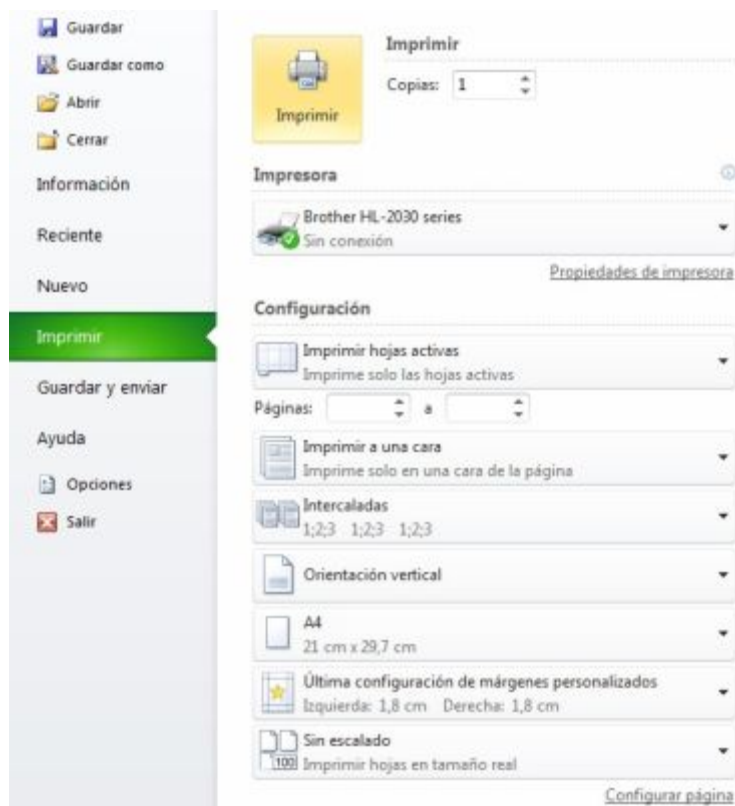 Guardar
Guardar como
Abrir
Cerrar
Información
Reciente
Nuevo
Imprimir
Guardar y enviar
Ayuda
Opciones
Salir
Imprimir
Imprimir
Copias: 1
Impresora
Brother HL-2030 series
Sin conexión
Propiedades de impresora
Configuración
Imprimir hojas activas
Imprime solo las hojas activas
Páginas: a
Imprimir a una cara
Imprime solo en una cara de la página
Intercaladas
1;2;3 1;2;3 1;2;3
Orientación vertical
A4
21 cm x 29,7 cm
Última configuración de márgenes personalizados
Izquierda: 1,8 cm Derecha: 1,8 cm
Sin escalado
100 Imprimir hojas en tamaño real
Configurar página